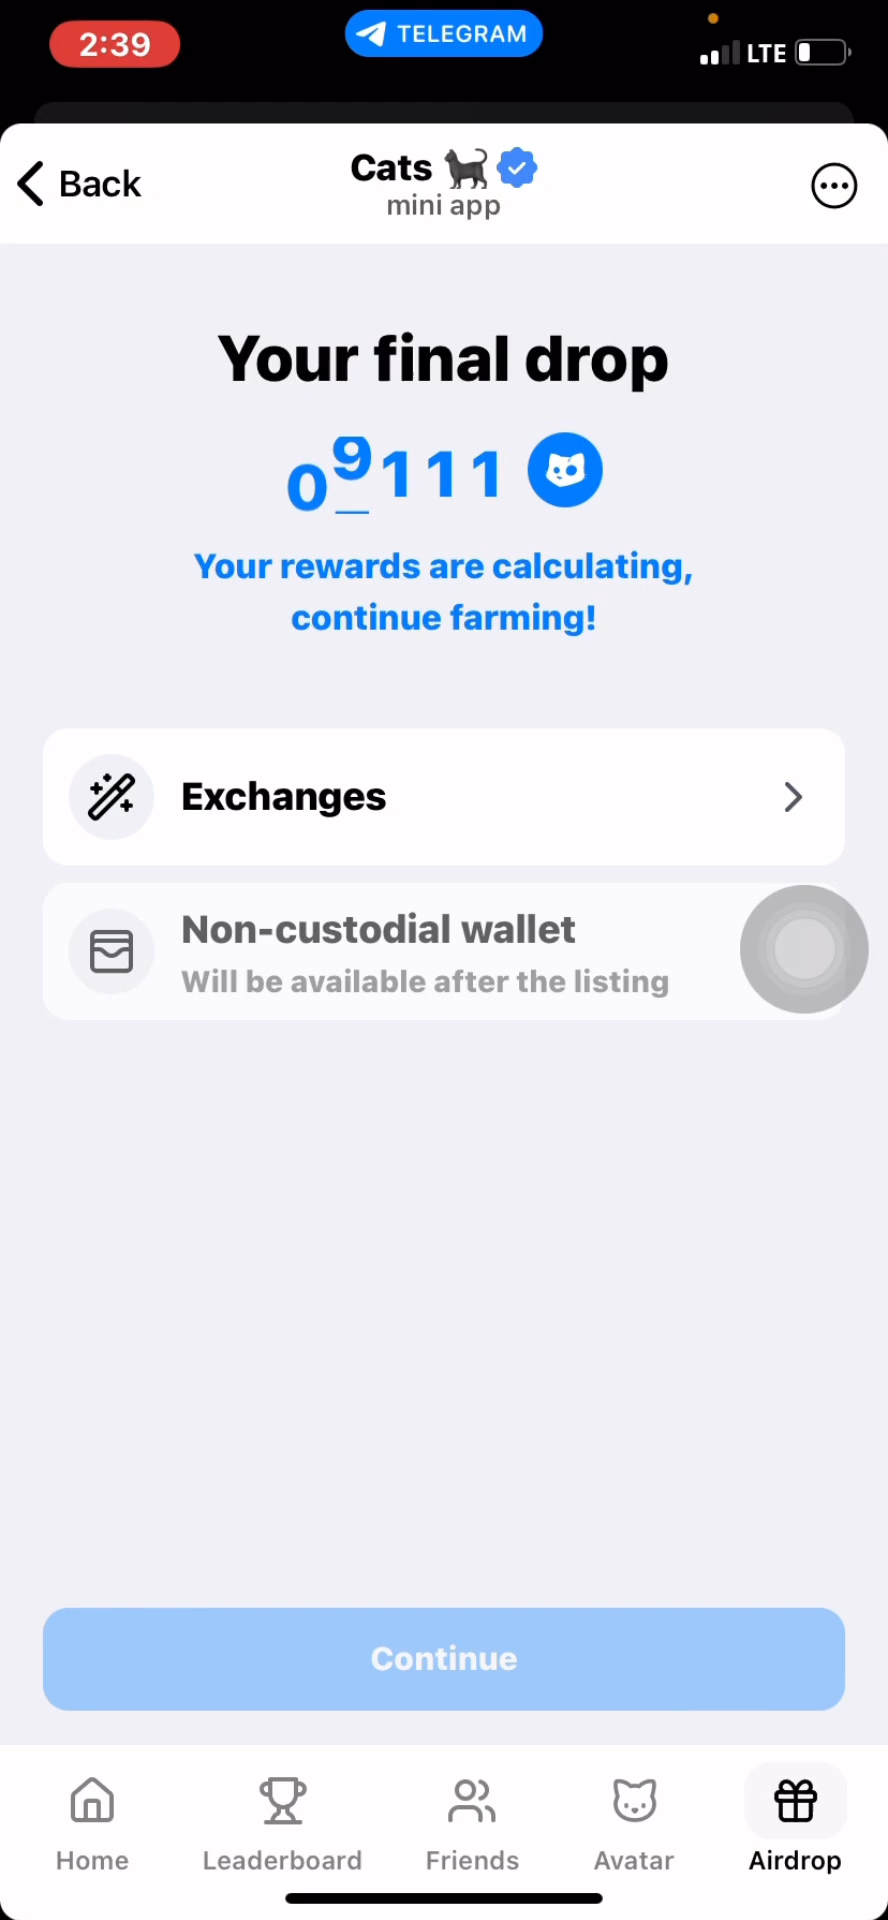 2:39
TELEGRAM
LTE
Back
Cats
mini app
Your final drop
09111
Your rewards are calculating,
continue farming!
Exchanges
Non-custodial wallet
Will be available after the listing
Continue
Home
Leaderboard
Friends
Avatar
Airdrop